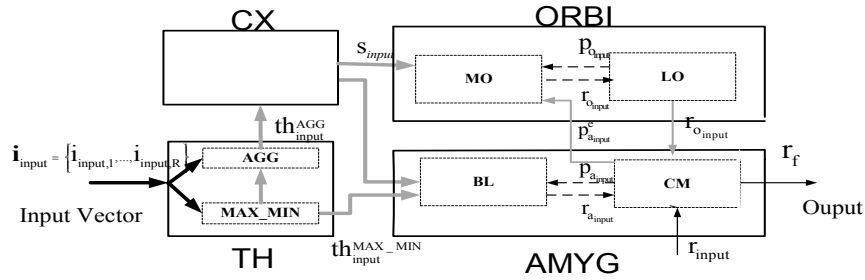 CX
ORBI
s_input
p_o_input
MO
LO
r_o_input
th_input^AGG
p_a_input^e
r_o_input
i_input = {i_input,1,...,i_input,R}
AGG
BL
p_a_input
CM
r_f
Input Vector
MAX_MIN
r_a_input
Ouput
TH
th_input^MAX_MIN
AMYG
r_input